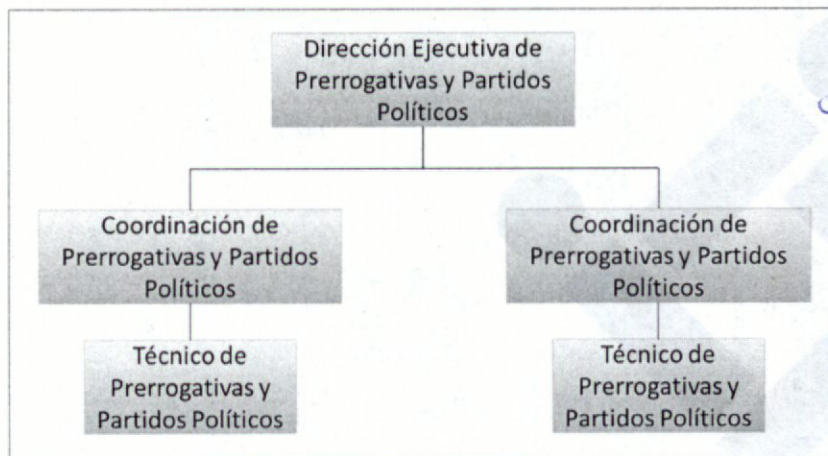 Dirección Ejecutiva de
Prerrogativas y Partidos
Políticos
Coordinación de
Prerrogativas y Partidos
Políticos
Coordinación de
Prerrogativas y Partidos
Políticos
Técnico de
Prerrogativas y
Partidos Políticos
Técnico de
Prerrogativas y
Partidos Políticos